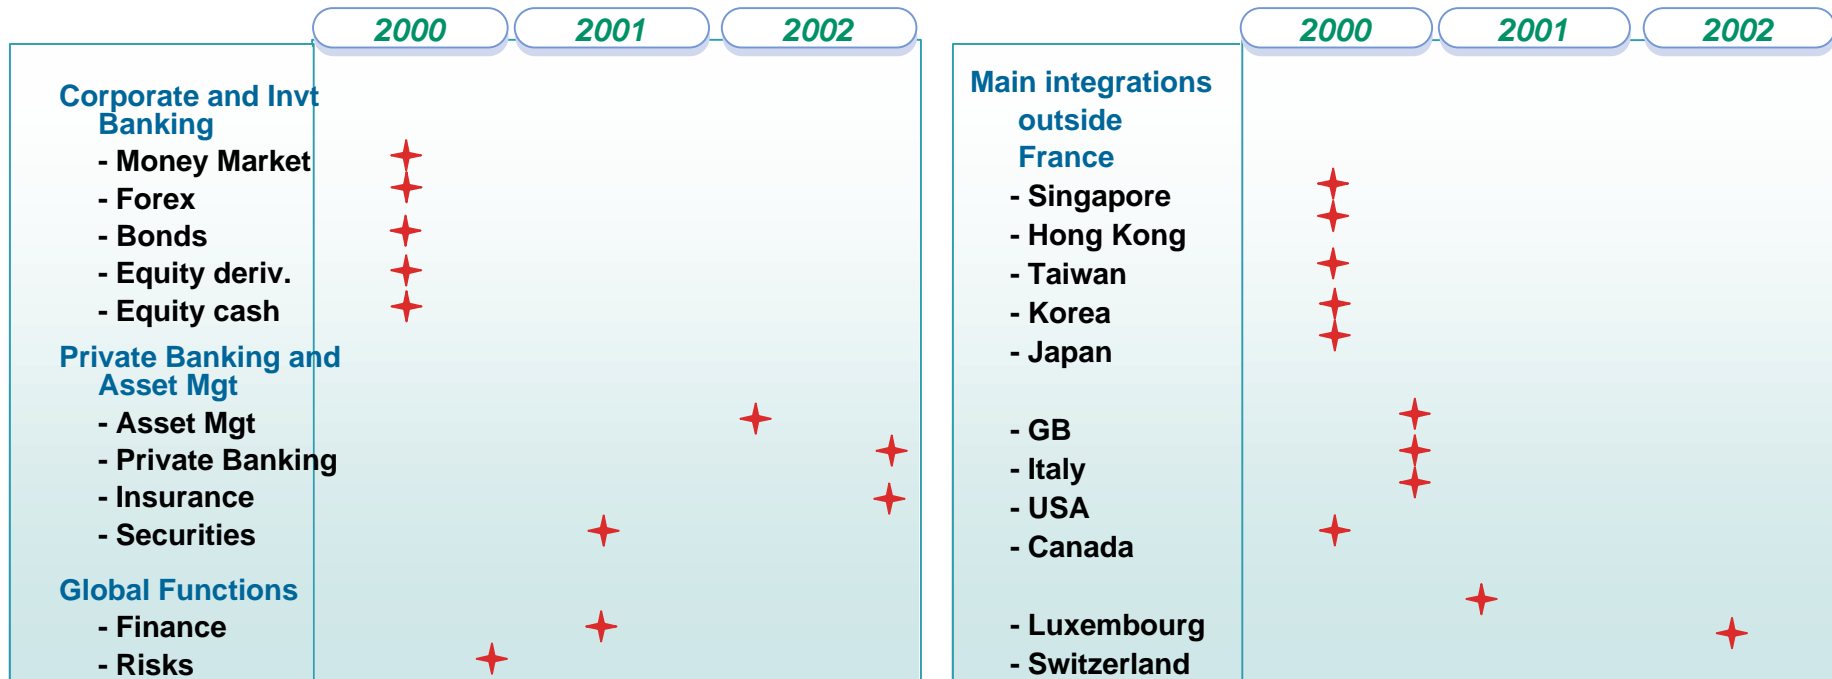 2000 2001 2002
Corporate and Invt
Banking
- Money Market
- Forex
- Bonds
- Equity deriv.
- Equity cash
Private Banking and
Asset Mgt
- Asset Mgt
- Private Banking
- Insurance
- Securities
Global Functions
- Finance
- Risks
2000 2001 2002
Main integrations
outside
France
- Singapore
- Hong Kong
- Taiwan
- Korea
- Japan
- GB
- Italy
- USA
- Canada
- Luxembourg
- Switzerland